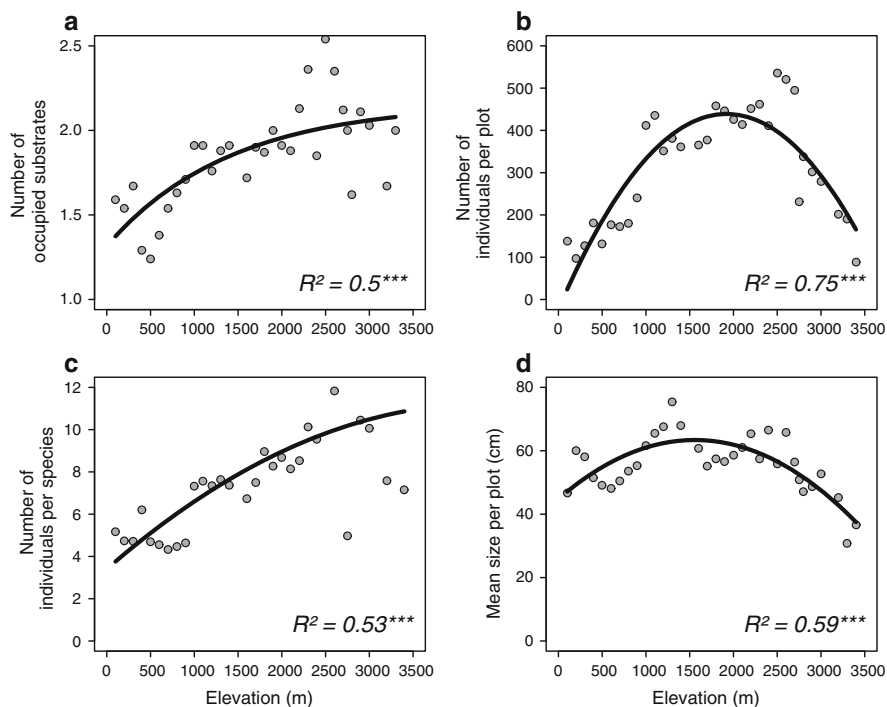 a
2.5
2.0
1.5
1.0
Number of
occupied substrates
R² = 0.5***
0 500 1000 1500 2000 2500 3000 3500
b
600
500
400
300
200
100
0
Number of
individuals per plot
R² = 0.75***
0 500 1000 1500 2000 2500 3000 3500
c
12
10
8
6
4
2
0
Number of
individuals per species
R² = 0.53***
0 500 1000 1500 2000 2500 3000 3500
Elevation (m)
d
80
60
40
20
0
Mean size per plot (cm)
R² = 0.59***
0 500 1000 1500 2000 2500 3000 3500
Elevation (m)